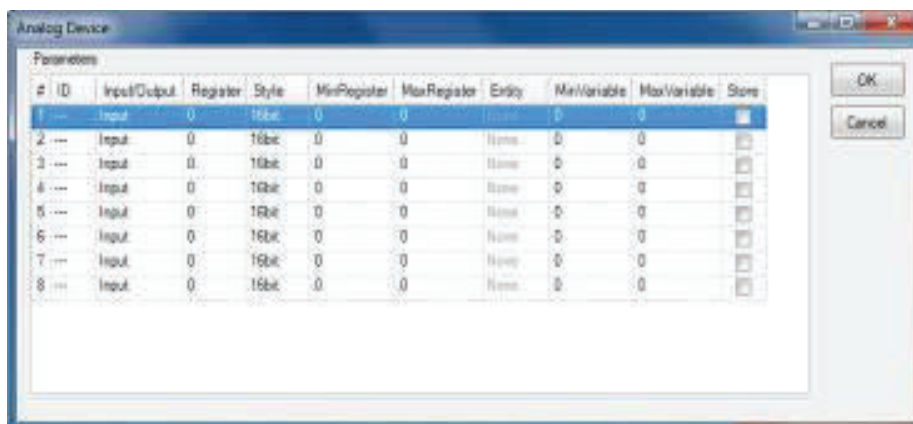 Analog Device
Parameters
# ID Input/Output Register Style MinRegister MaxRegister Entity MinVariable MaxVariable Store
1 --- Input 0 16bit 0 0 None 0 0
2 --- Input 0 16bit 0 0 None 0 0
3 --- Input 0 16bit 0 0 None 0 0
4 --- Input 0 16bit 0 0 None 0 0
5 --- Input 0 16bit 0 0 None 0 0
6 --- Input 0 16bit 0 0 None 0 0
7 --- Input 0 16bit 0 0 None 0 0
8 --- Input 0 16bit 0 0 None 0 0
OK
Cancel